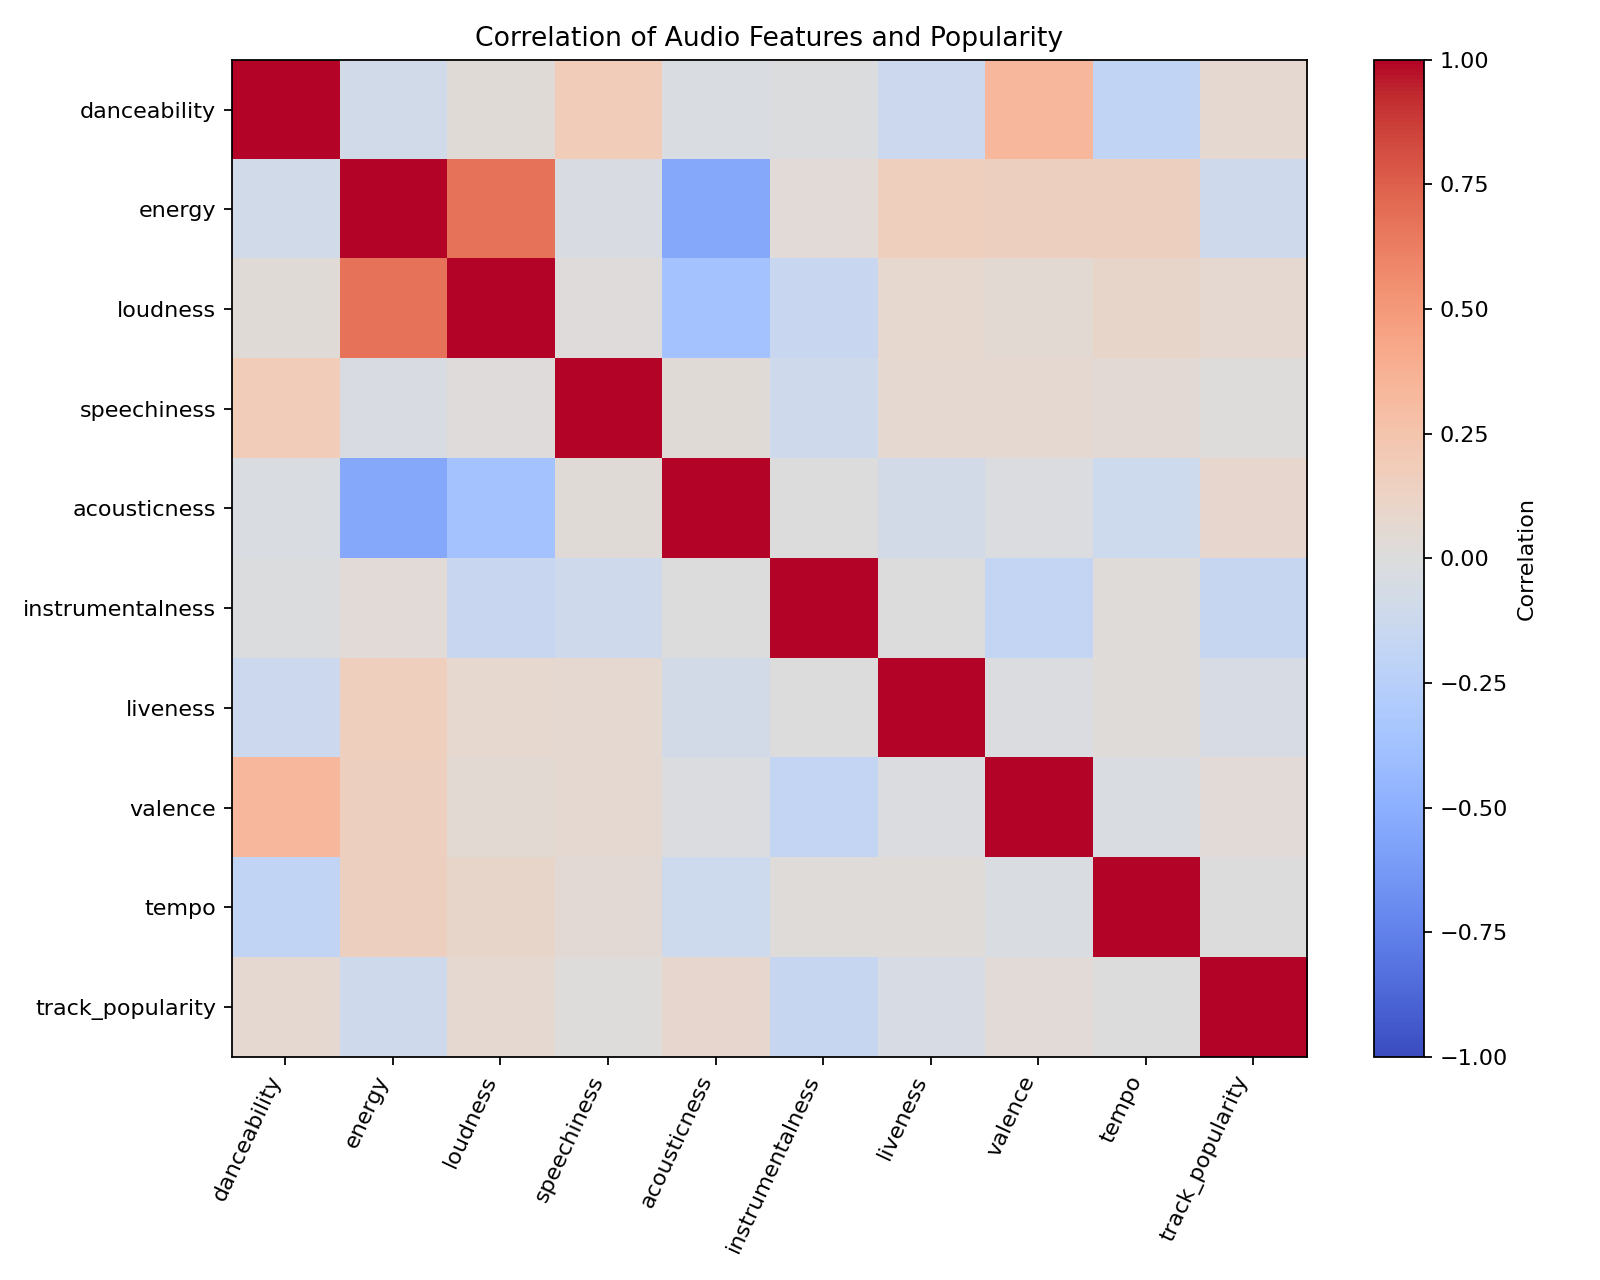 Correlation of Audio Features and Popularity
danceability
energy
loudness
speechiness
acousticness
instrumentalness
liveness
valence
tempo
track_popularity
danceability
energy
loudness
speechiness
acousticness
instrumentalness
liveness
valence
tempo
track_popularity
1.00
0.75
0.50
0.25
0.00
−0.25
−0.50
−0.75
−1.00
Correlation